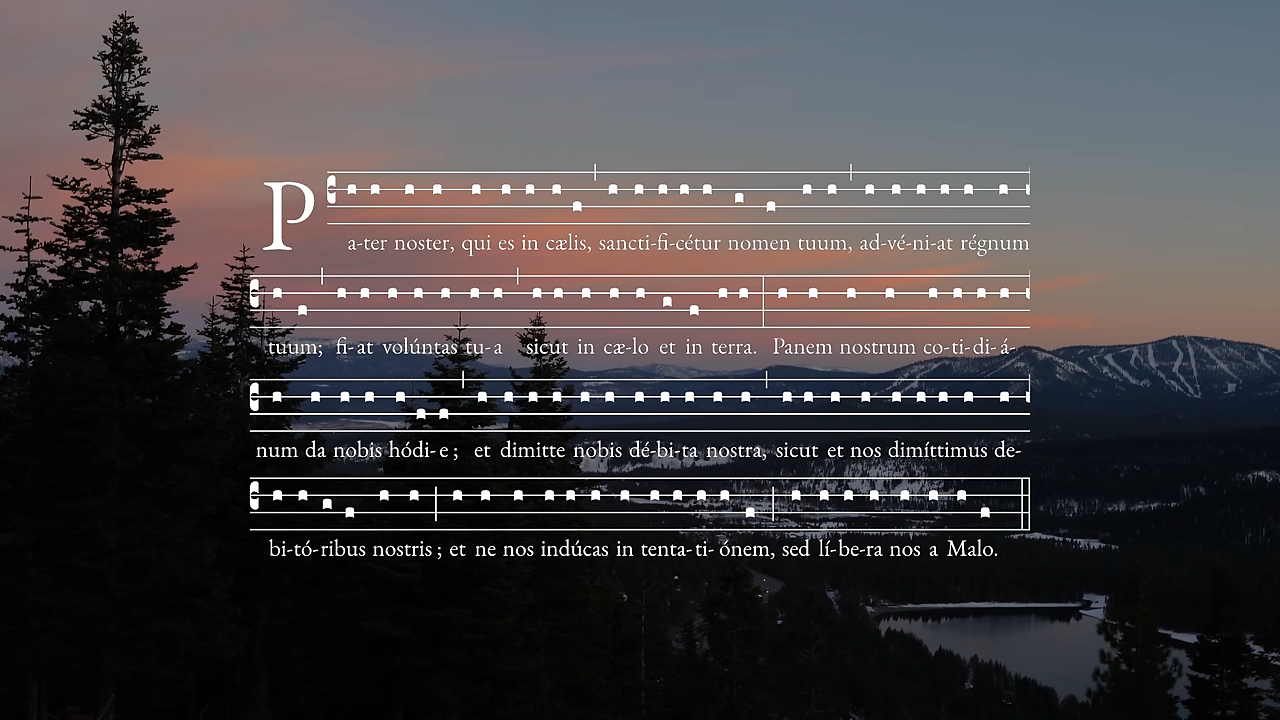 Pa-ter noster, qui es in cælis, sancti-fi-cétur nomen tuum, ad-vé-ni-at régnum
tuum; fi-at volúntas tu-a sicut in cæ-lo et in terra. Panem nostrum co-ti-di-á-
num da nobis hódi-e; et dimitte nobis dé-bi-ta nostra, sicut et nos dimíttimus de-
bi-tó-ribus nostris; et ne nos indúcas in tenta-ti-ónem, sed lí-be-ra nos a Malo.